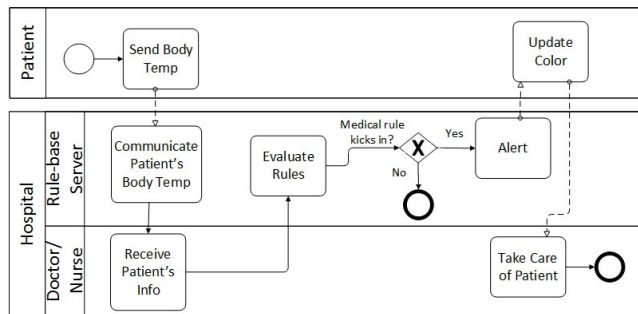 Patient
Send Body
Temp
Update
Color
Hospital
Rule-base
Server
Communicate
Patient's
Body Temp
Evaluate
Rules
Medical rule
kicks in?
X
Yes
No
Alert
Doctor/
Nurse
Receive
Patient's
Info
Take Care
of Patient